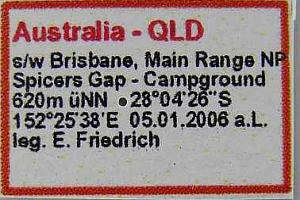 Australia - QLD
s/w Brisbane, Main Range NP
Spicers Gap - Campground
620m üNN 28°04'26"S
152°25'38'E 05.01.2006 a.L.
leg. E. Friedrich